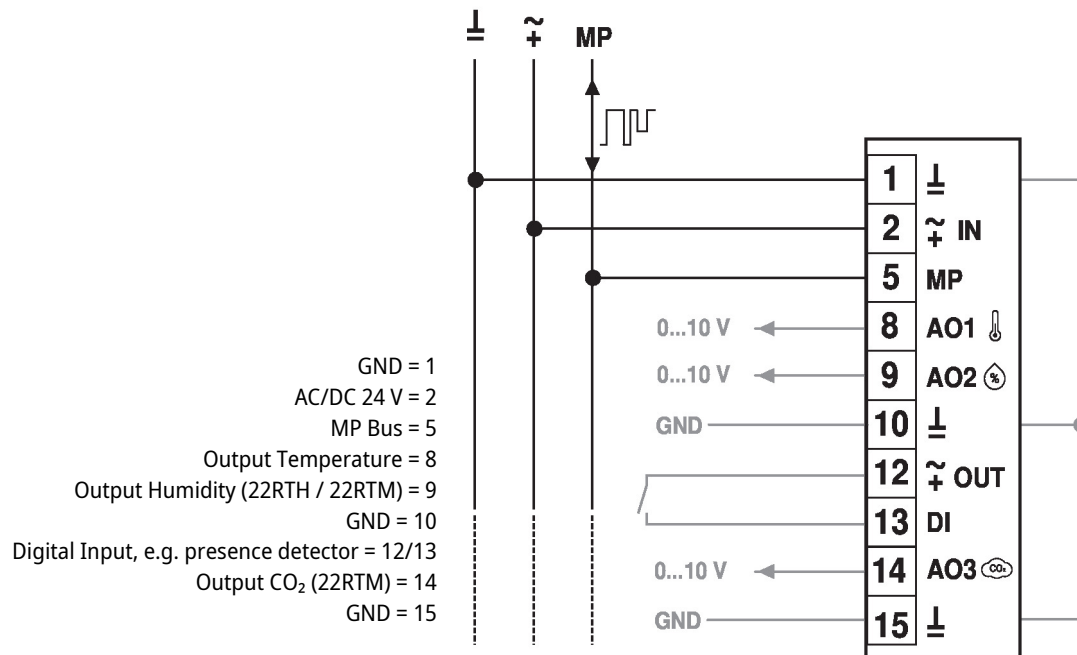 MP
1
2 IN
5 MP
0...10 V 8 AO1
0...10 V 9 AO2 %
GND 10
12 OUT
13 DI
0...10 V 14 AO3 CO₂
GND 15
GND = 1
AC/DC 24 V = 2
MP Bus = 5
Output Temperature = 8
Output Humidity (22RTH / 22RTM) = 9
GND = 10
Digital Input, e.g. presence detector = 12/13
Output CO₂ (22RTM) = 14
GND = 15